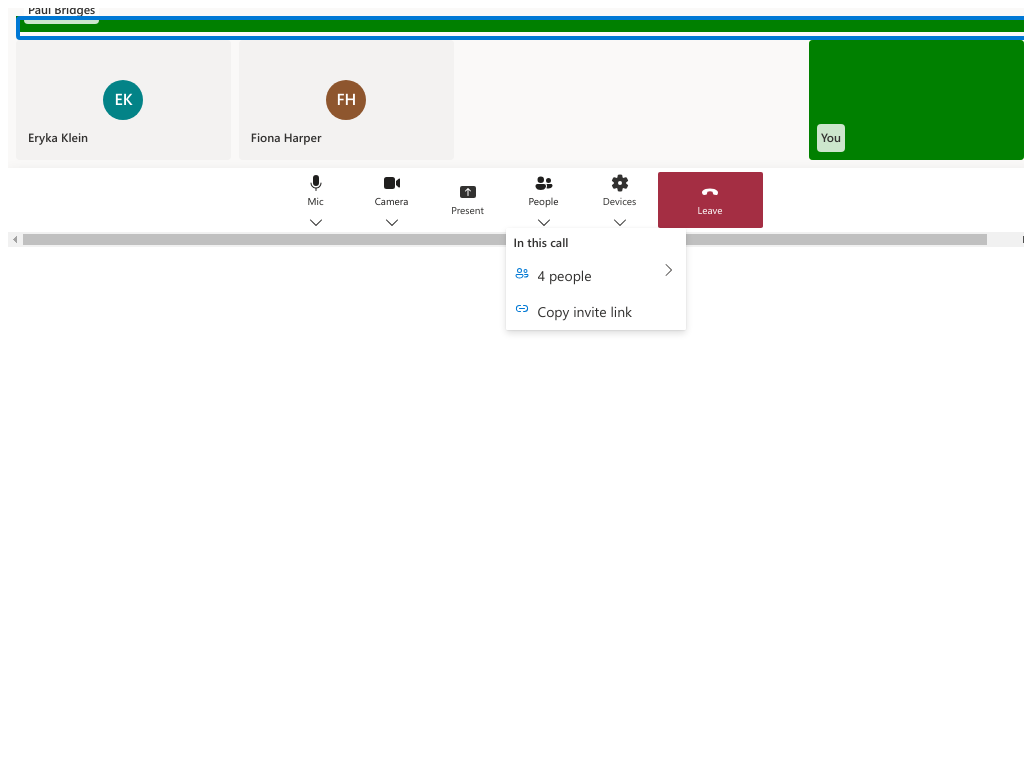 Paul Bridges
EK
FH
Eryka Klein
Fiona Harper
You
Mic
Camera
Present
People
Devices
Leave
In this call
4 people
Copy invite link